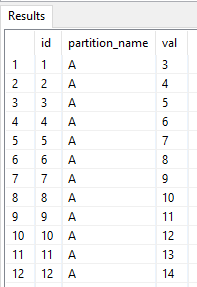 Results
id partition_name val
1 1 A 3
2 2 A 4
3 3 A 5
4 4 A 6
5 5 A 7
6 6 A 8
7 7 A 9
8 8 A 10
9 9 A 11
10 10 A 12
11 11 A 13
12 12 A 14